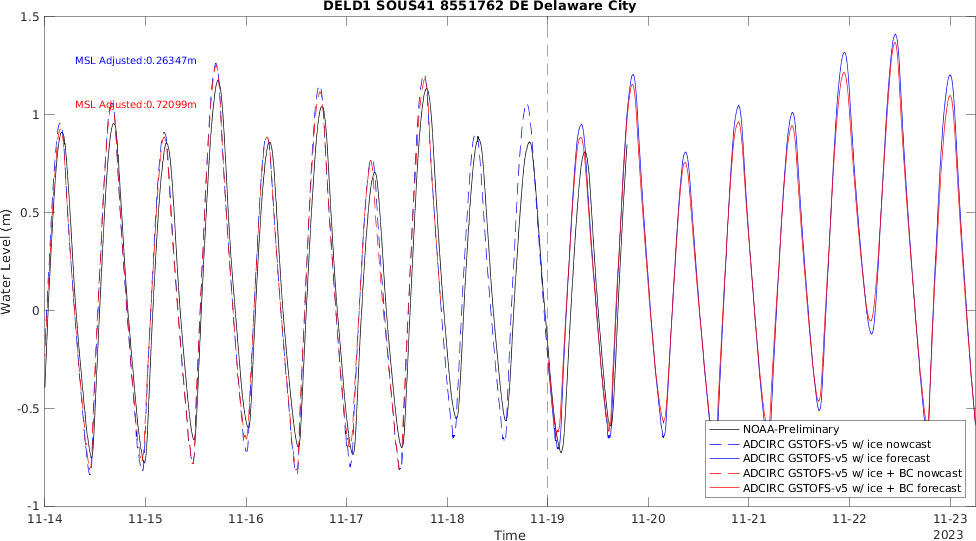 DELD1 SOUS41 8551762 DE Delaware City
MSL Adjusted:0.26347m
MSL Adjusted:0.72099m
Water Level (m)
1.5
1
0.5
0
-0.5
-1
NOAA-Preliminary
ADCIRC GSTOFS-v5 w/ ice nowcast
ADCIRC GSTOFS-v5 w/ ice forecast
ADCIRC GSTOFS-v5 w/ ice + BC nowcast
ADCIRC GSTOFS-v5 w/ ice + BC forecast
11-14 11-15 11-16 11-17 11-18 11-19 11-20 11-21 11-22 11-23
2023
Time